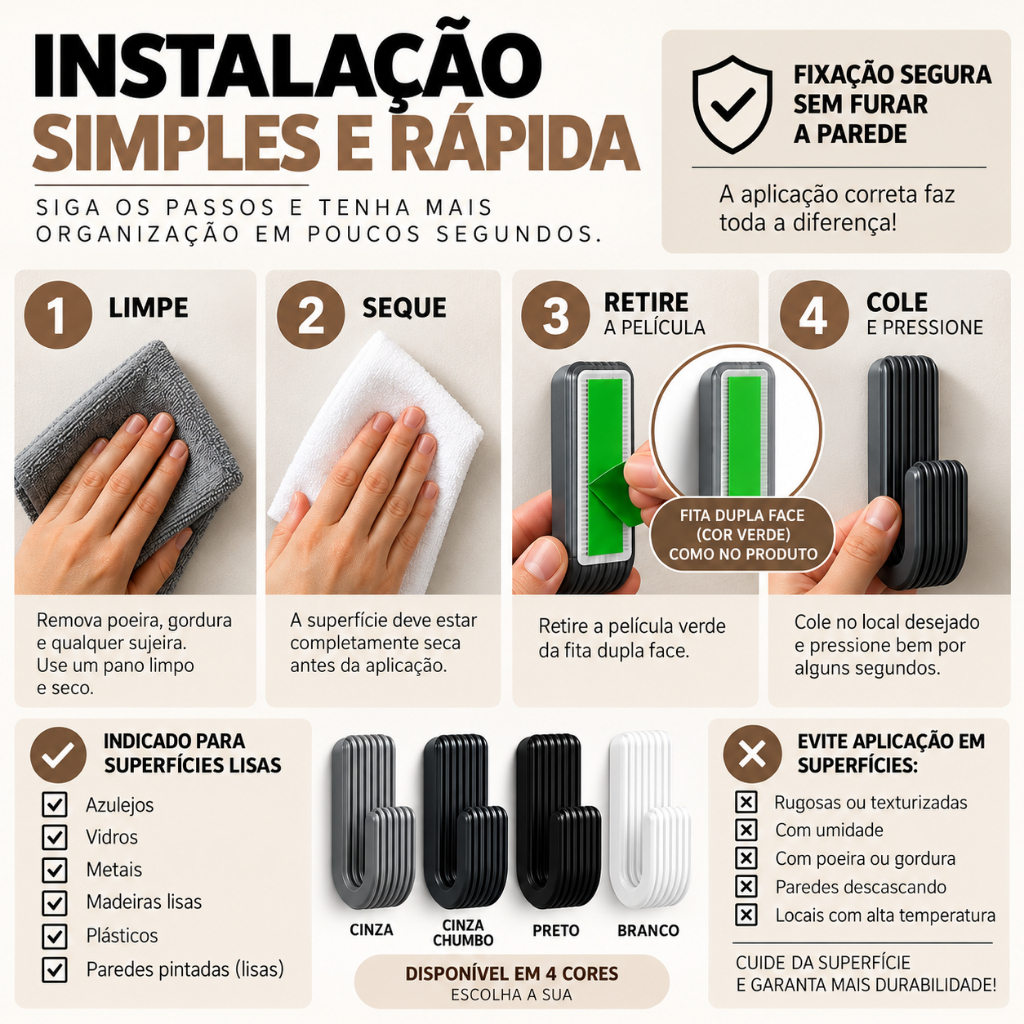 INSTALAÇÃO
SIMPLES E RÁPIDA
SIGA OS PASSOS E TENHA MAIS
ORGANIZAÇÃO EM POUCOS SEGUNDOS.
FIXAÇÃO SEGURA
SEM FURAR
A PAREDE
A aplicação correta faz
toda a diferença!
1 LIMPE
Remova poeira, gordura
e qualquer sujeira.
Use um pano limpo
e seco.
2 SEQUE
A superfície deve estar
completamente seca
antes da aplicação.
3 RETIRE
A PELÍCULA
FITA DUPLA FACE
(COR VERDE)
COMO NO PRODUTO
Retire a película verde
da fita dupla face.
4 COLE
E PRESSIONE
Cole no local desejado
e pressione bem por
alguns segundos.
INDICADO PARA
SUPERFÍCIES LISAS
Azulejos
Vidros
Metais
Madeiras lisas
Plásticos
Paredes pintadas (lisas)
CINZA
CINZA
CHUMBO
PRETO
BRANCO
DISPONÍVEL EM 4 CORES
ESCOLHA A SUA
EVITE APLICAÇÃO EM
SUPERFÍCIES:
Rugosas ou texturizadas
Com umidade
Com poeira ou gordura
Paredes descascando
Locais com alta temperatura
CUIDE DA SUPERFÍCIE
E GARANTA MAIS DURABILIDADE!